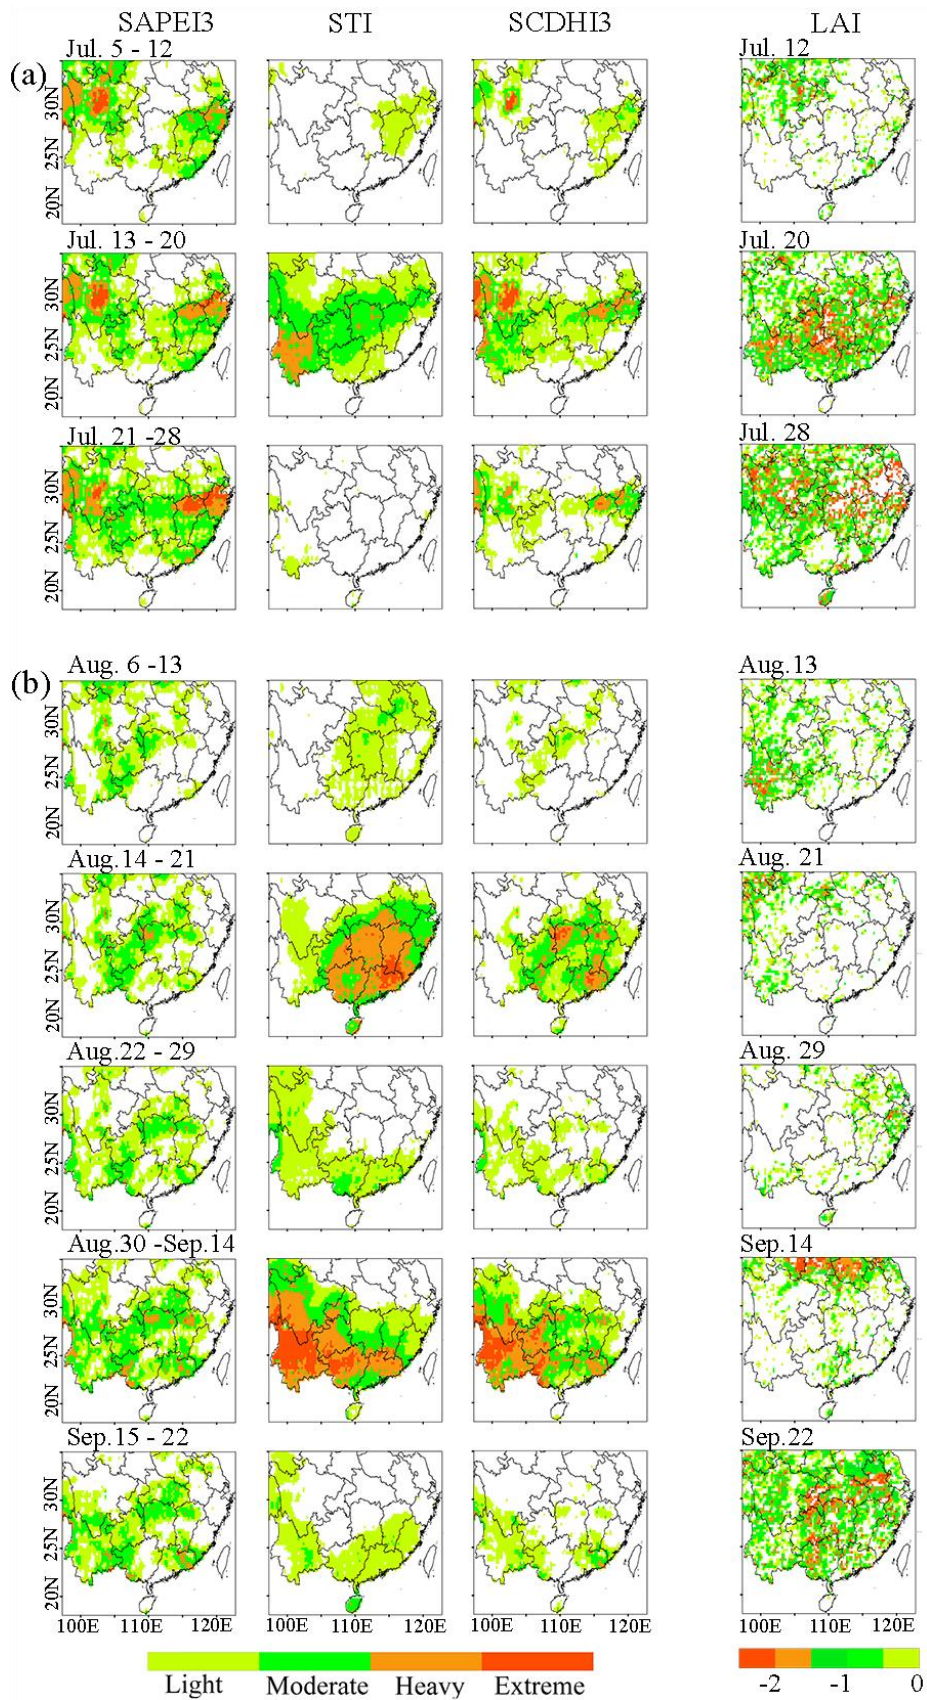 SAPEI3 STI SCDHI3 LAI
Jul. 5 - 12 Jul. 12
(a)
30N
25N
20N
Jul. 13 - 20 Jul. 20
30N
25N
20N
Jul. 21 -28 Jul. 28
30N
25N
20N
Aug. 6 -13 Aug.13
(b)
30N
25N
20N
Aug.14 - 21 Aug. 21
30N
25N
20N
Aug.22 - 29 Aug. 29
30N
25N
20N
Aug.30 -Sep.14 Sep.14
30N
25N
20N
Sep.15 - 22 Sep.22
30N
25N
20N
100E 110E 120E 100E 110E 120E 100E 110E 120E 100E 110E 120E
Light Moderate Heavy Extreme -2 -1 0